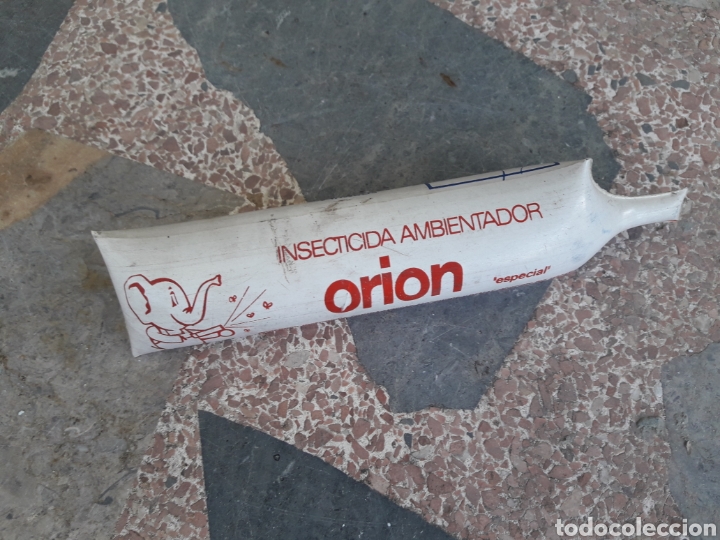 INSECTICIDA AMBIENTADOR
orion
'especial'
todocoleccion